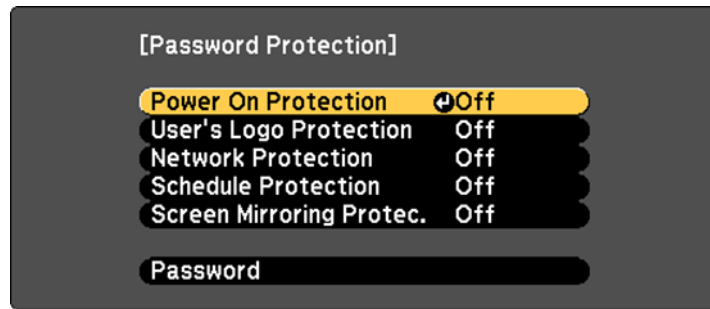 [Password Protection]
Power On Protection Off
User's Logo Protection Off
Network Protection Off
Schedule Protection Off
Screen Mirroring Protec. Off
Password